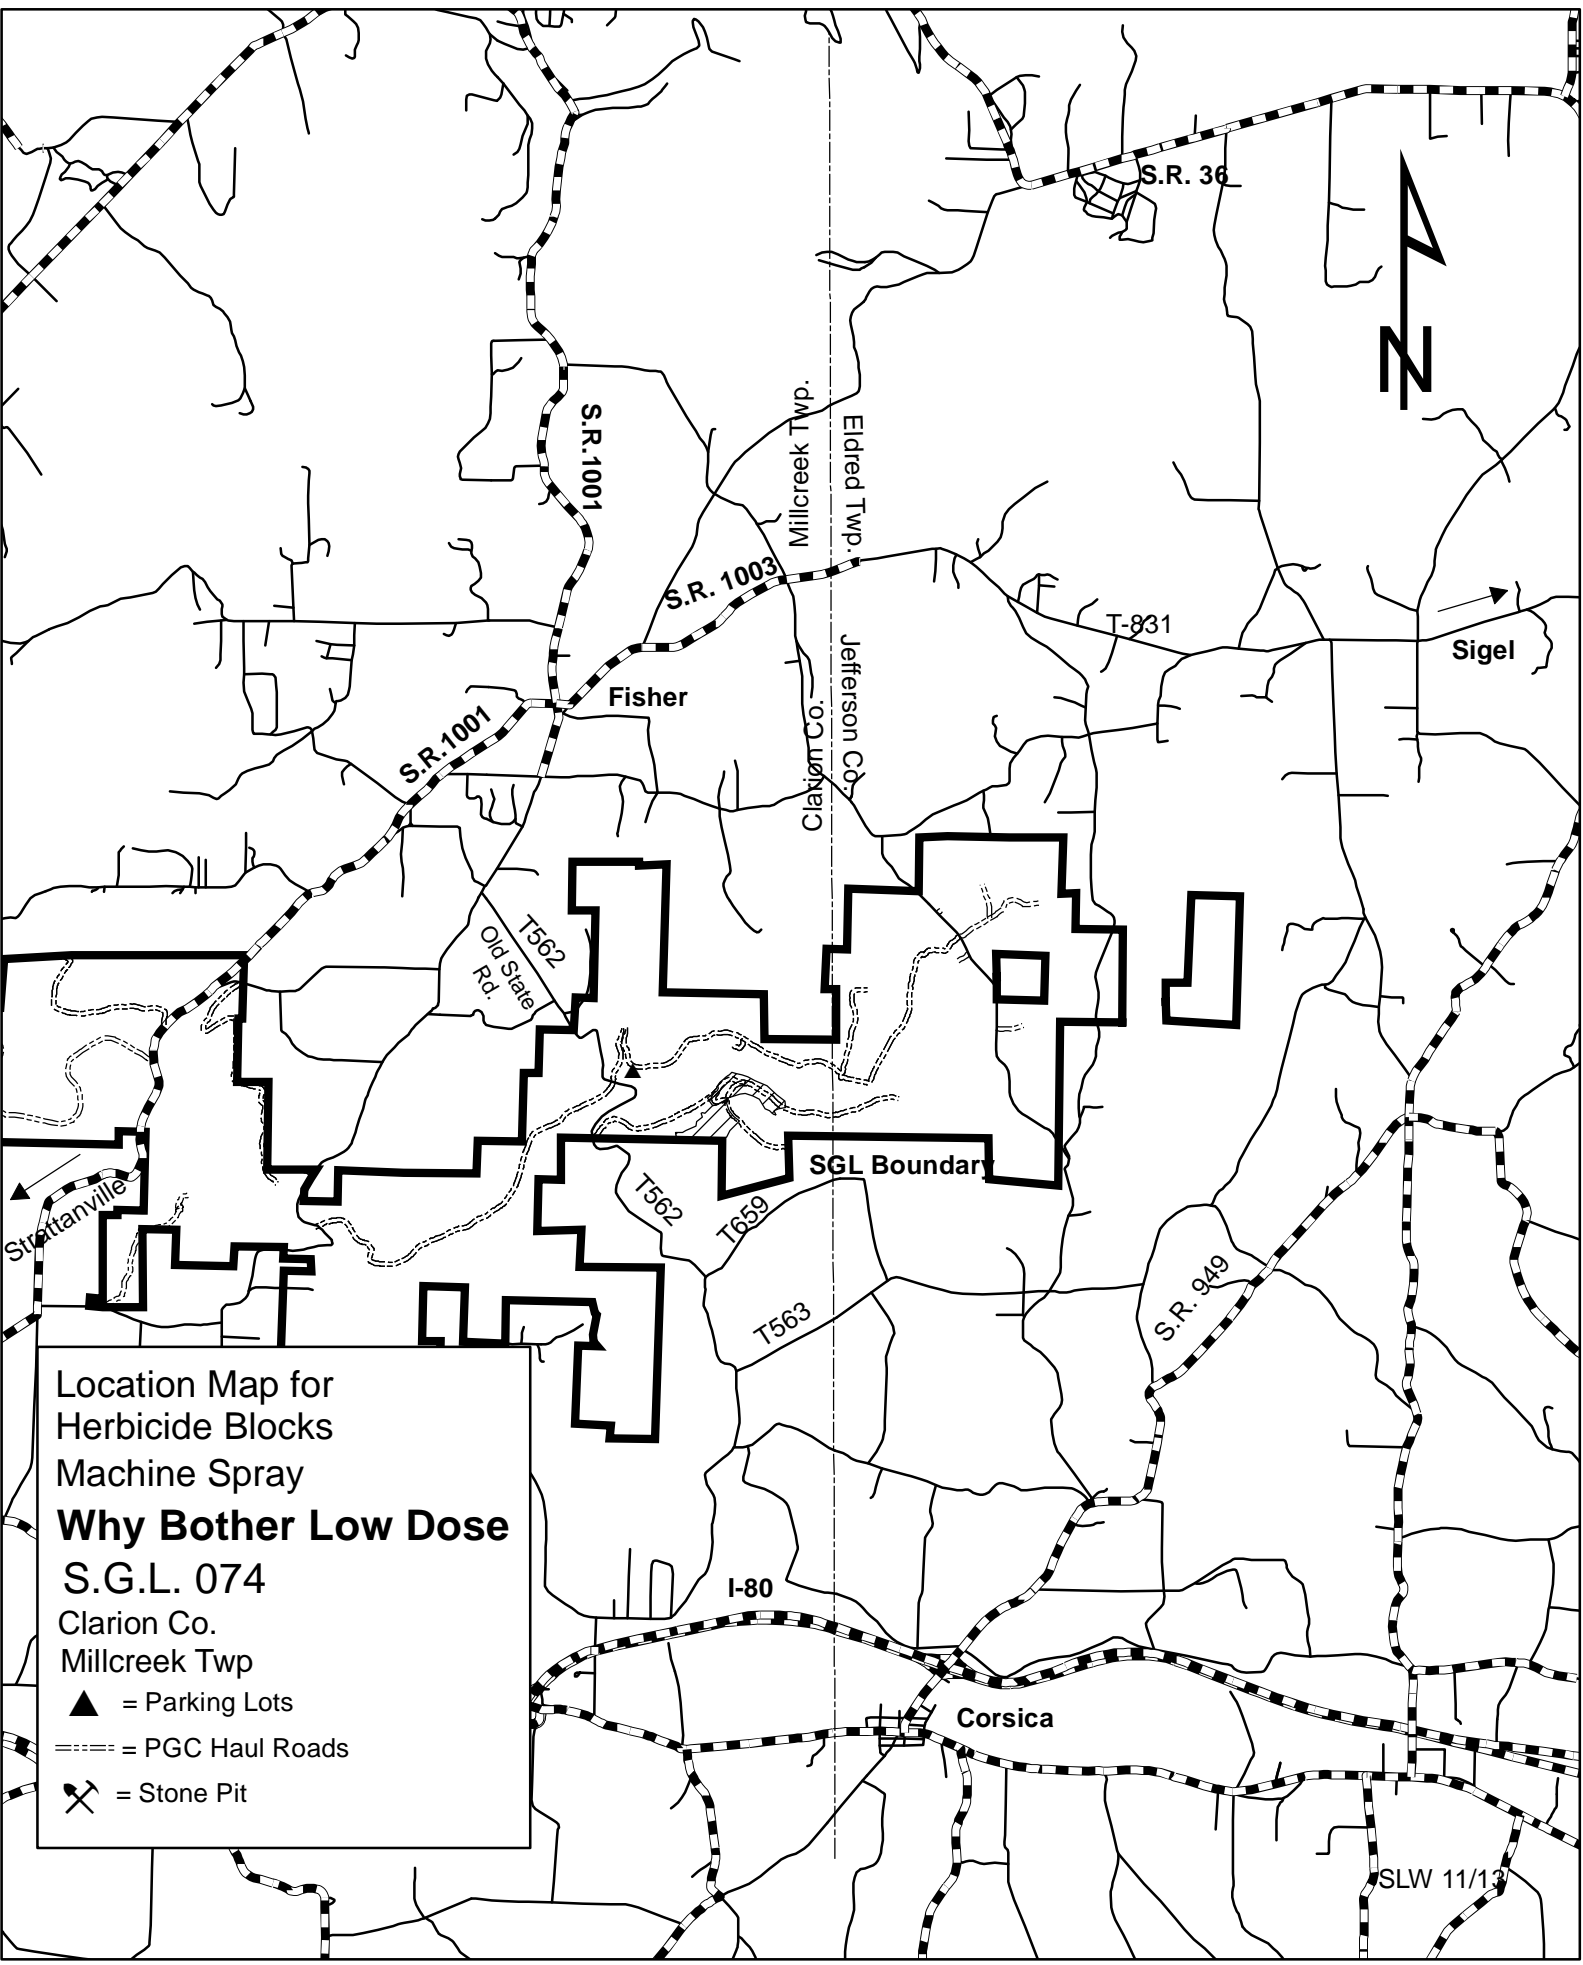 S.R. 36
N
S.R.1001
Millcreek Twp.
Eldred Twp.
S.R. 1003
T-831
Sigel
Fisher
Jefferson Co.
Clarion Co.
S.R.1001
T562
Old State
Rd.
SGL Boundary
Strattanville
T562
T659
S.R. 949
T563
Location Map for
Herbicide Blocks
Machine Spray
Why Bother Low Dose
S.G.L. 074
Clarion Co.
Millcreek Twp
= Parking Lots
= PGC Haul Roads
= Stone Pit
I-80
Corsica
SLW 11/13